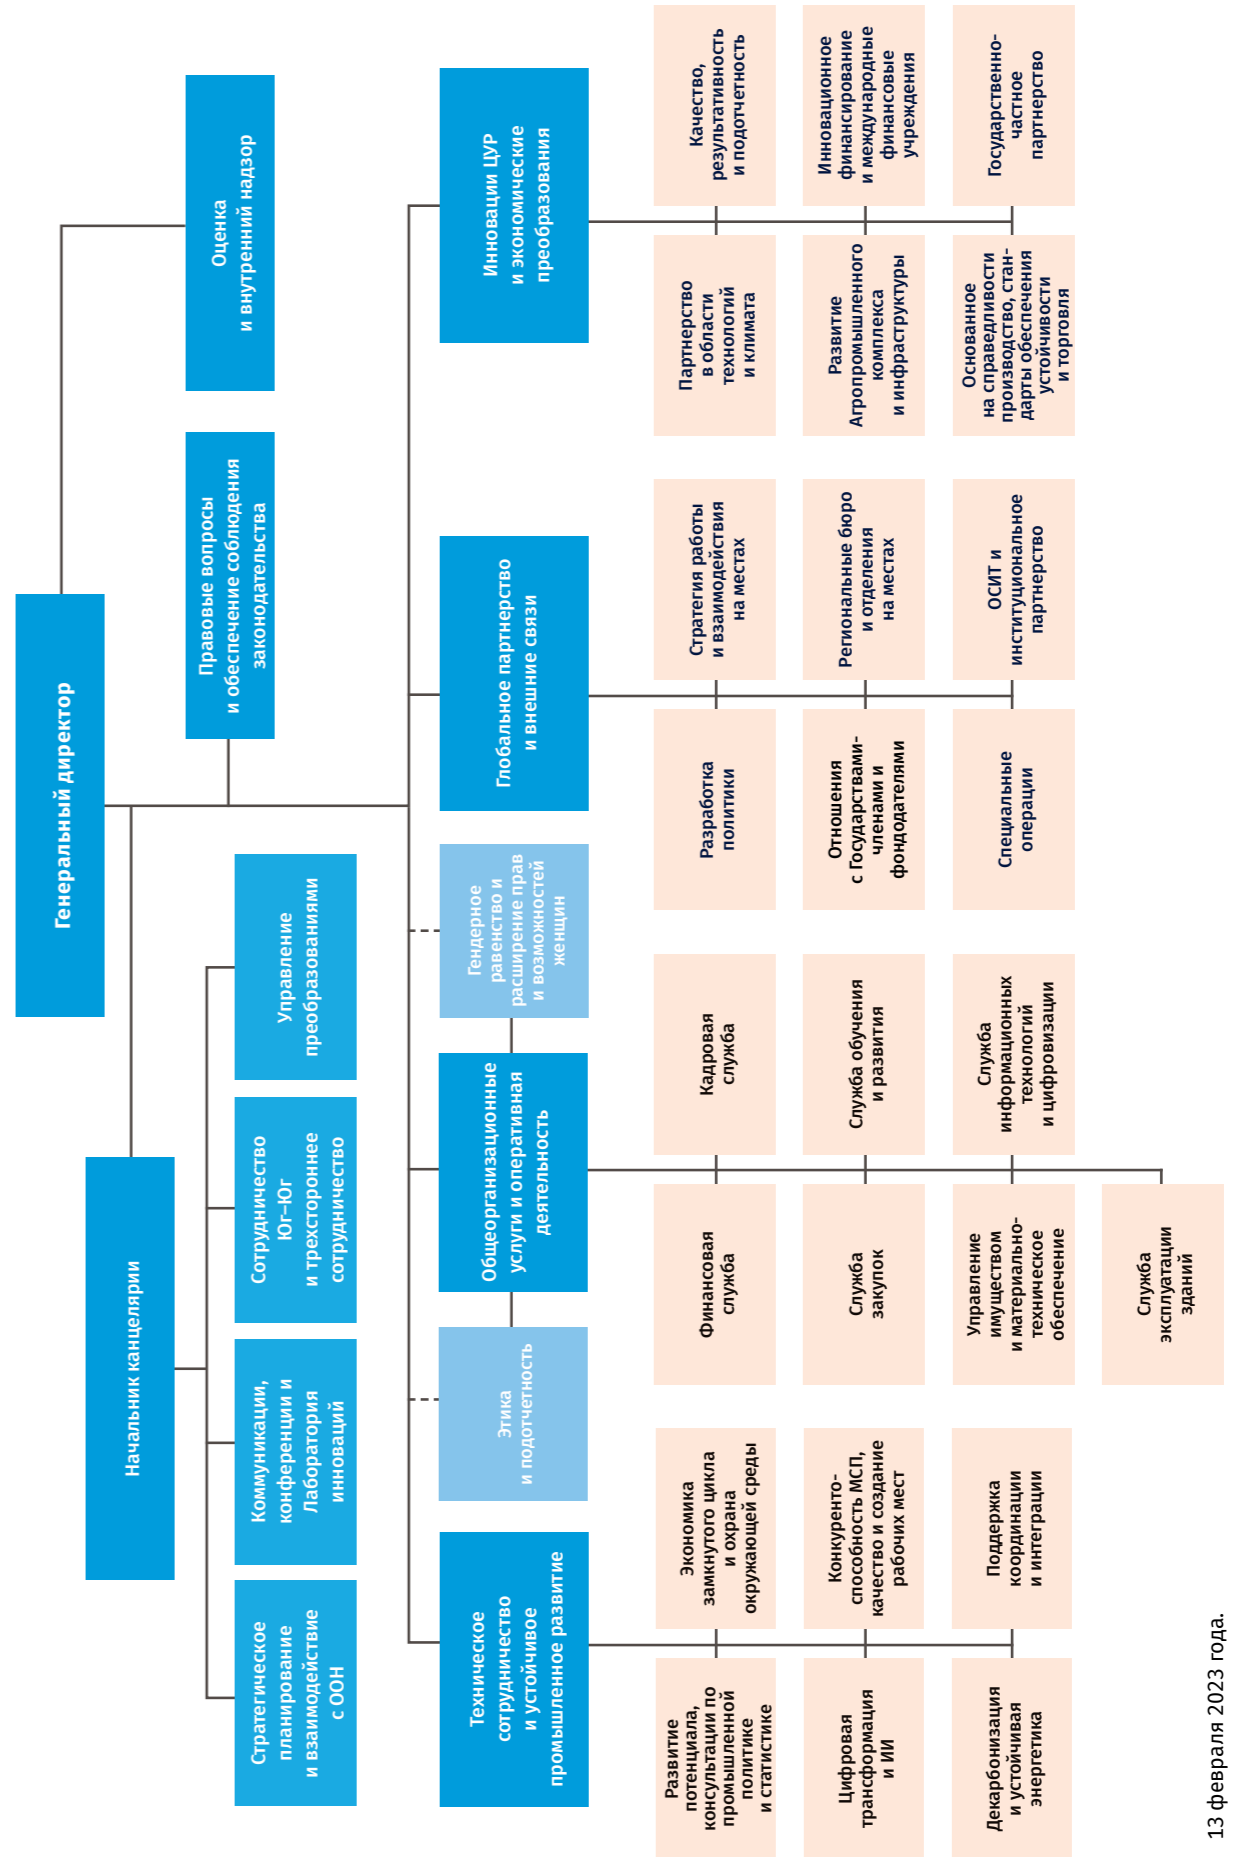 Генеральный директор
Оценка
и внутренний надзор
Правовые вопросы
и обеспечение соблюдения
законодательства
Начальник канцелярии
Стратегическое
планирование
и взаимодействие
с ООН
Коммуникации,
конференции и
Лаборатория
инноваций
Сотрудничество
Юг–Юг
и трехстороннее
сотрудничество
Управление
преобразованиями
Техническое
сотрудничество
и устойчивое
промышленное развитие
Этика
и подотчетность
Общеорганизационные
услуги и оперативная
деятельность
Гендерное
равенство и
расширение прав
и возможностей
женщин
Глобальное партнерство
и внешние связи
Инновации ЦУР
и экономические
преобразования
Развитие
потенциала,
консультации по
промышленной
политике
и статистике
Экономика
замкнутого цикла
и охрана
окружающей среды
Цифровая
трансформация
и ИИ
Конкуренто-
способность МСП,
качество и создание
рабочих мест
Декарбонизация
и устойчивая
энергетика
Поддержка
координации
и интеграции
Финансовая
служба
Кадровая
служба
Служба
закупок
Служба обучения
и развития
Управление
имуществом
и материально-
техническое
обеспечение
Служба
информационных
технологий
и цифровизации
Служба
эксплуатации
зданий
Разработка
политики
Стратегия работы
и взаимодействия
на местах
Отношения
с Государствами-
членами и
фондодателями
Региональные бюро
и отделения
на местах
Специальные
операции
ОСИТ и
институциональное
партнерство
Партнерство
в области
технологий
и климата
Качество,
результативность
и подотчетность
Развитие
Агропромышленного
комплекса
и инфраструктуры
Инновационное
финансирование
и международные
финансовые
учреждения
Основанное
на справедливости
производство, стан-
дарты обеспечения
устойчивости
и торговля
Государственно-
частное
партнерство
13 февраля 2023 года.